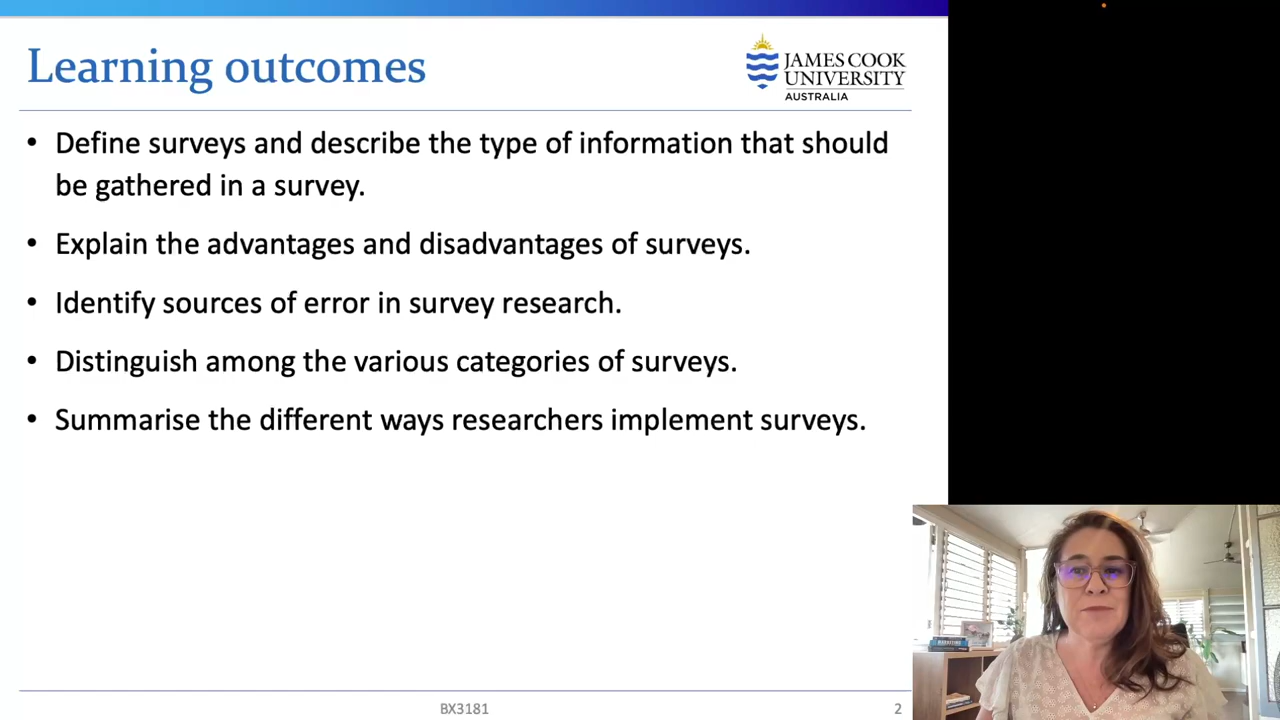 Learning outcomes
JAMES COOK
UNIVERSITY
AUSTRALIA
• Define surveys and describe the type of information that should
be gathered in a survey.
• Explain the advantages and disadvantages of surveys.
• Identify sources of error in survey research.
• Distinguish among the various categories of surveys.
• Summarise the different ways researchers implement surveys.
BX3181
2